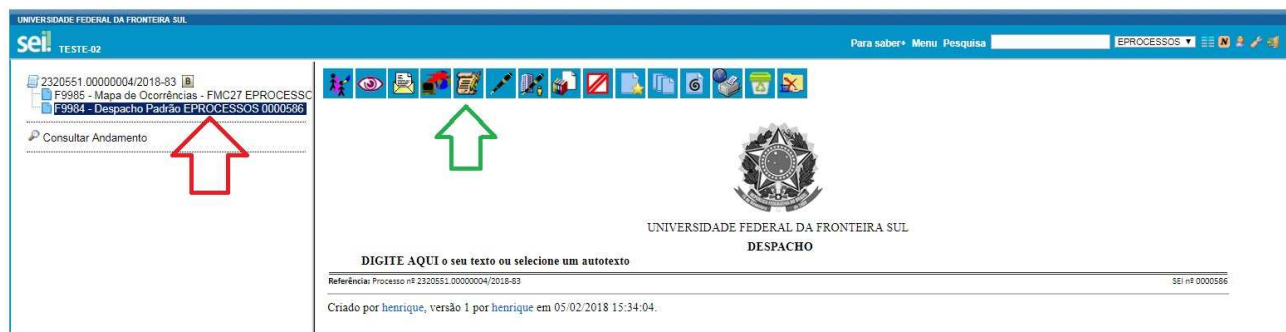 UNIVERSIDADE FEDERAL DA FRONTEIRA SUL
sei! TESTE-02
Para saber+ Menu Pesquisa EPROCESSOS
2320551.00000004/2018-83
F9985 - Mapa de Ocorrências - FMC27 EPROCESSC
F9984 - Despacho Padrão EPROCESSOS 0000586
Consultar Andamento
UNIVERSIDADE FEDERAL DA FRONTEIRA SUL
DESPACHO
DIGITE AQUI o seu texto ou selecione um autotexto
Referência: Processo nº 2320551.00000004/2018-83 SEI nº 0000586
Criado por henrique, versão 1 por henrique em 05/02/2018 15:34:04.